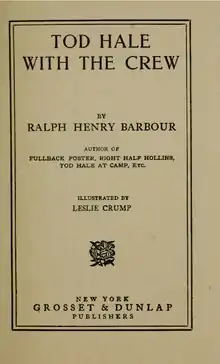 TOD HALE
WITH THE CREW
BY
RALPH HENRY BARBOUR
AUTHOR OF
FULLBACK FOSTER, RIGHT HALF HOLLINS,
TOD HALE AT CAMP, ETC.
ILLUSTRATED BY
LESLIE CRUMP
NEW YORK
GROSSET & DUNLAP
PUBLISHERS